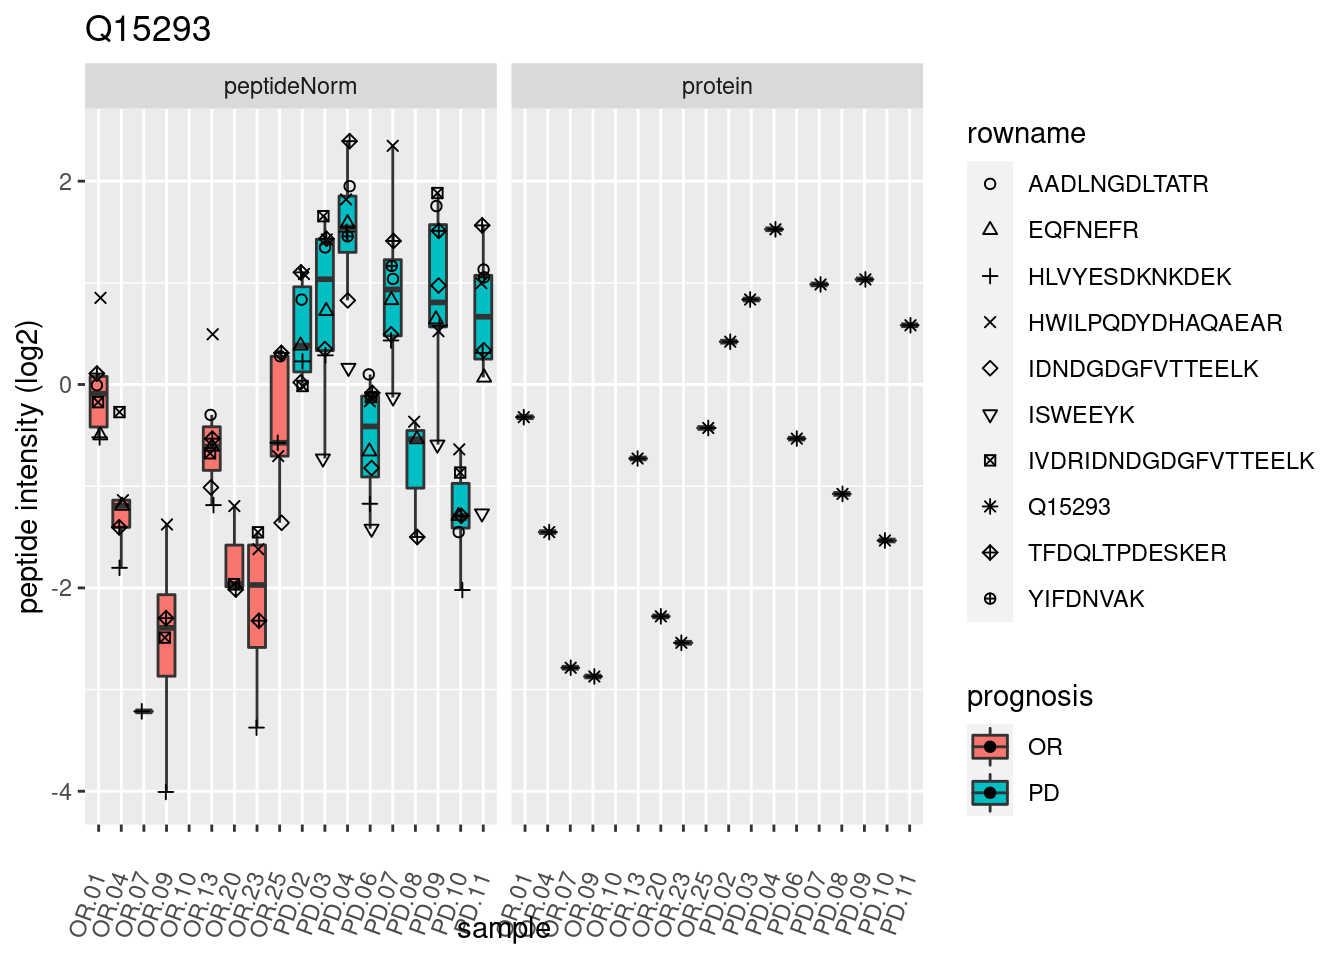 Q15293
peptideNorm
protein
peptide intensity (log2)
2
0
-2
-4
OR.01
OR.04
OR.07
OR.09
OR.10
OR.13
OR.20
OR.23
OR.25
PD.02
PD.03
PD.04
PD.06
PD.07
PD.08
PD.09
PD.10
PD.11
OR.01
OR.04
OR.07
OR.09
OR.10
OR.13
OR.20
OR.23
OR.25
PD.02
PD.03
PD.04
PD.06
PD.07
PD.08
PD.09
PD.10
PD.11
sample
rowname
AADLNGDLTATR
EQFNEFR
HLVYESDKNKDEK
HWILPQDYDHAQAEAR
IDNDGDGFVTTEELK
ISWEEYK
IVDRIDNDGDGFVTTEELK
Q15293
TFDQLTPDESKER
YIFDNVAK
prognosis
OR
PD